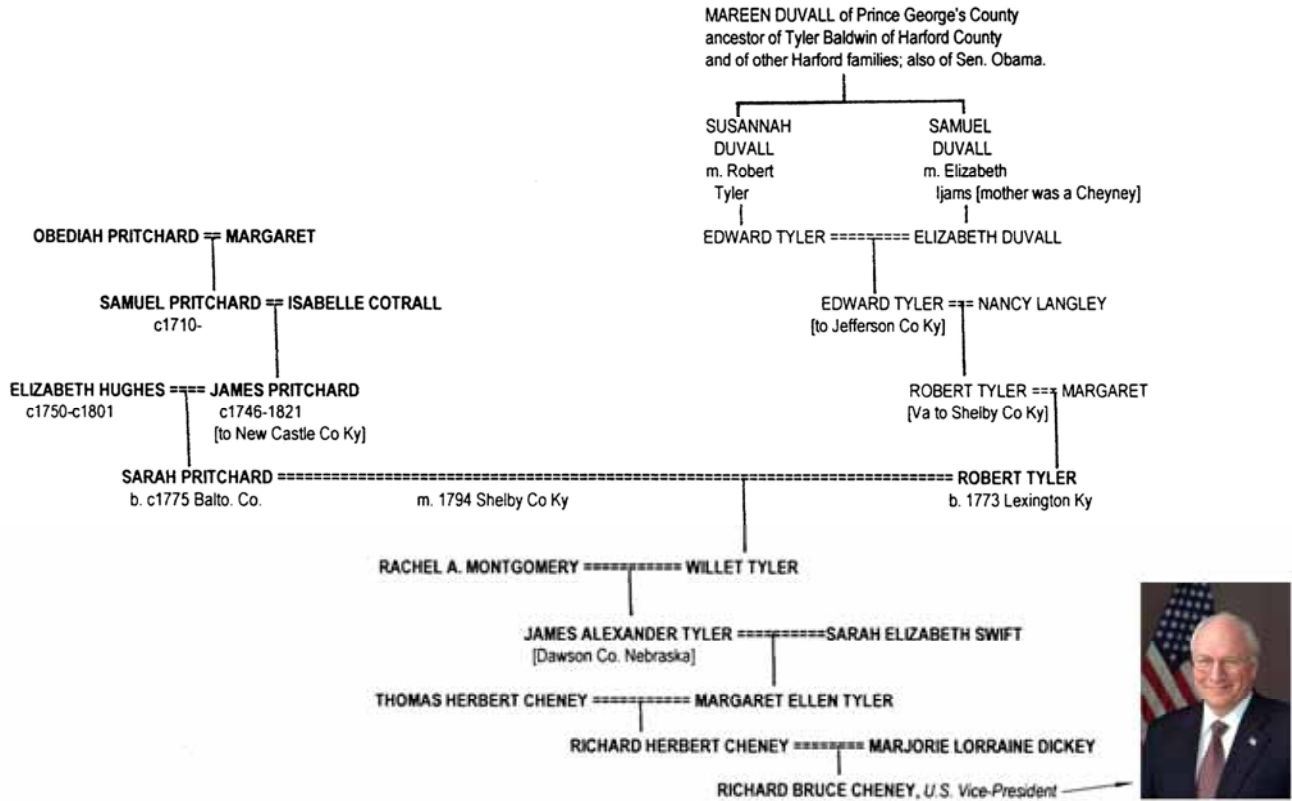 MAREEN DUVALL of Prince George's County
ancestor of Tyler Baldwin of Harford County
and of other Harford families; also of Sen. Obama.
SUSANNAH
DUVALL
m. Robert
Tyler
SAMUEL
DUVALL
m. Elizabeth
Ijams [mother was a Cheyney]
OBEDIAH PRITCHARD == MARGARET
EDWARD TYLER ========= ELIZABETH DUVALL
SAMUEL PRITCHARD == ISABELLE COTRALL
c1710-
EDWARD TYLER === NANCY LANGLEY
[to Jefferson Co Ky]
ELIZABETH HUGHES ==== JAMES PRITCHARD
c1750-c1801
c1746-1821
[to New Castle Co Ky]
ROBERT TYLER === MARGARET
[Va to Shelby Co Ky]
SARAH PRITCHARD ==================== ROBERT TYLER
b. c1775 Balto. Co.
m. 1794 Shelby Co Ky
b. 1773 Lexington Ky
RACHEL A. MONTGOMERY =========== WILLET TYLER
JAMES ALEXANDER TYLER ========== SARAH ELIZABETH SWIFT
[Dawson Co. Nebraska]
THOMAS HERBERT CHENEY =========== MARGARET ELLEN TYLER
RICHARD HERBERT CHENEY ======== MARJORIE LORRAINE DICKEY
RICHARD BRUCE CHENEY, U.S. Vice-President